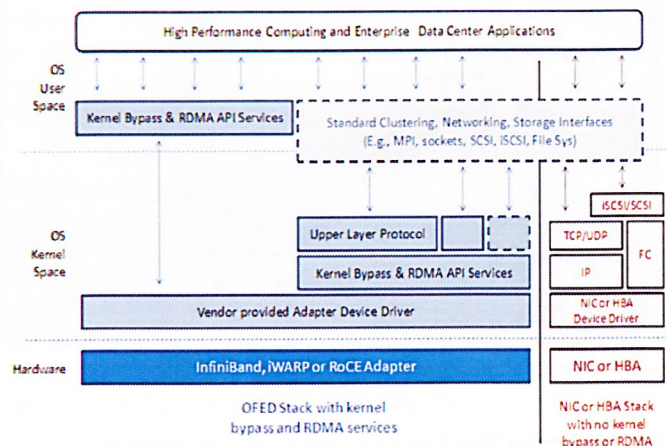 High Performance Computing and Enterprise Data Center Applications
OS
User
Space
Kernel Bypass & RDMA API Services
Standard Clustering, Networking, Storage Interfaces
(E.g., MPI, sockets, SCSI, iSCSI, File Sys)
iSCSI/SCSI
OS
Kernel
Space
Upper Layer Protocol
TCP/UDP
FC
Kernel Bypass & RDMA API Services
IP
Vendor provided Adapter Device Driver
NIC or HBA
Device Driver
Hardware
InfiniBand, iWARP or RoCE Adapter
NIC or HBA
OFED Stack with kernel
bypass and RDMA services
NIC or HBA Stack
with no kernel
bypass or RDMA